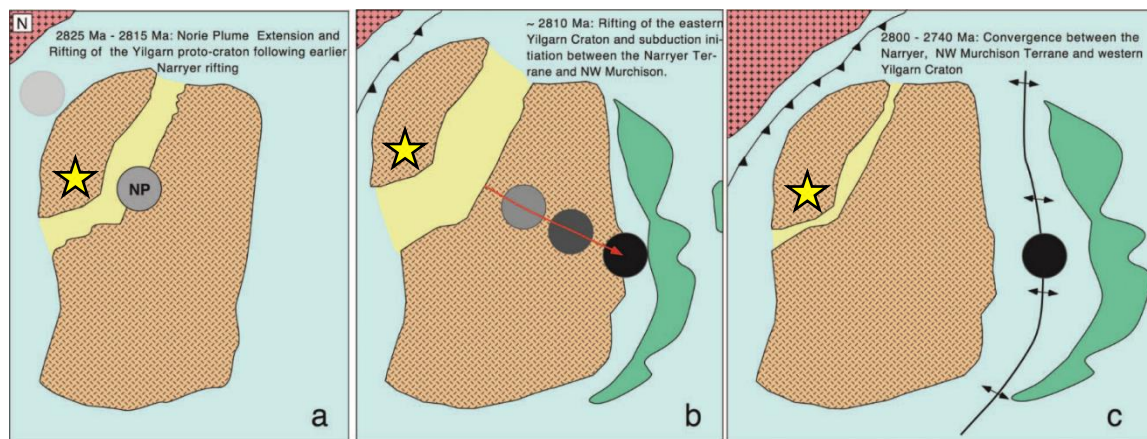 N
2825 Ma - 2815 Ma: Norie Plume Extension and
Rifting of the Yilgarn proto-craton following earlier
Narryer rifting
NP
a
~ 2810 Ma: Rifting of the eastern
Yilgarn Craton and subduction ini-
tiation between the Narryer Ter-
rane and NW Murchison.
b
2800 - 2740 Ma: Convergence between the
Narryer, NW Murchison Terrane and western
Yilgarn Craton
c